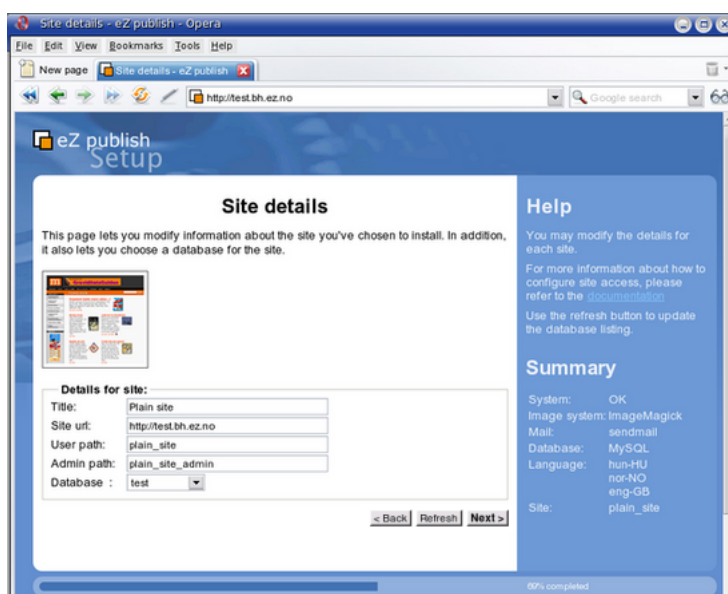 Site details - eZ publish - Opera
File Edit View Bookmarks Tools Help
New page Site details - eZ publish
http://test.bh.ez.no Google search
eZ publish
Setup
Site details
This page lets you modify information about the site you've chosen to install. In addition,
it also lets you choose a database for the site.
Details for site:
Title: Plain site
Site url: http://test.bh.ez.no
User path: plain_site
Admin path: plain_site_admin
Database : test
< Back Refresh Next >
Help
You may modify the details for
each site.
For more information about how to
configure site access, please
refer to the documentation
Use the refresh button to update
the database listing.
Summary
System: OK
Image system: ImageMagick
Mail: sendmail
Database: MySQL
Language: hun-HU
nor-NO
eng-GB
Site: plain_site